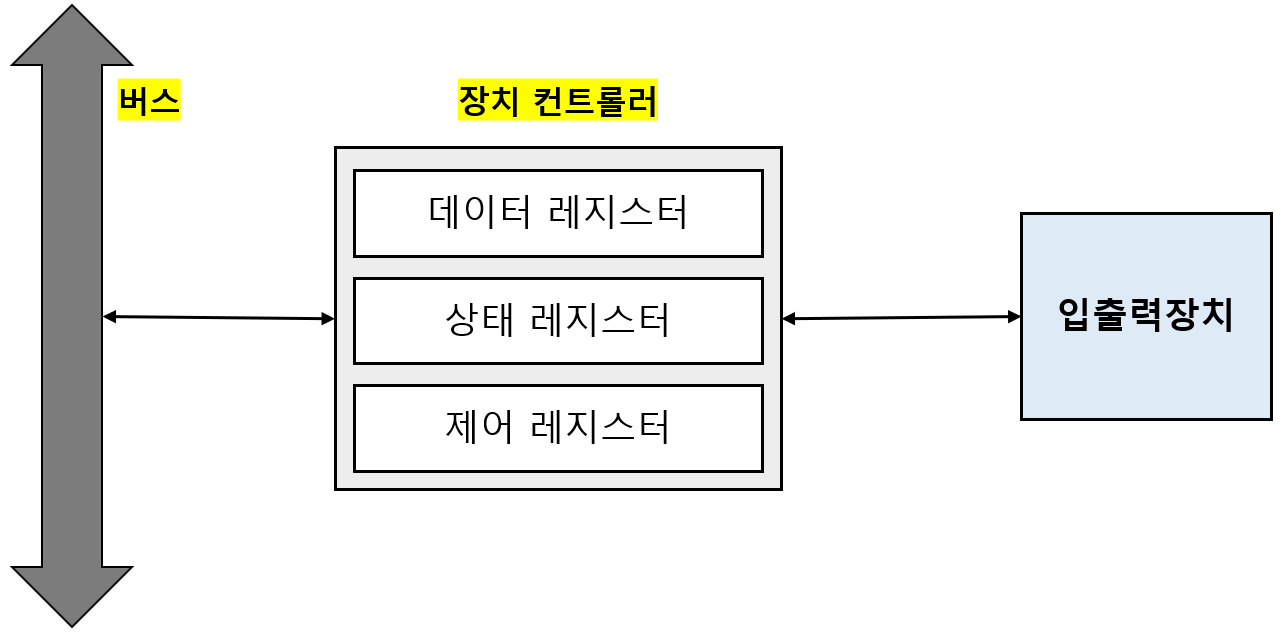 버스
장치 컨트롤러
데이터 레지스터
상태 레지스터
제어 레지스터
입출력장치